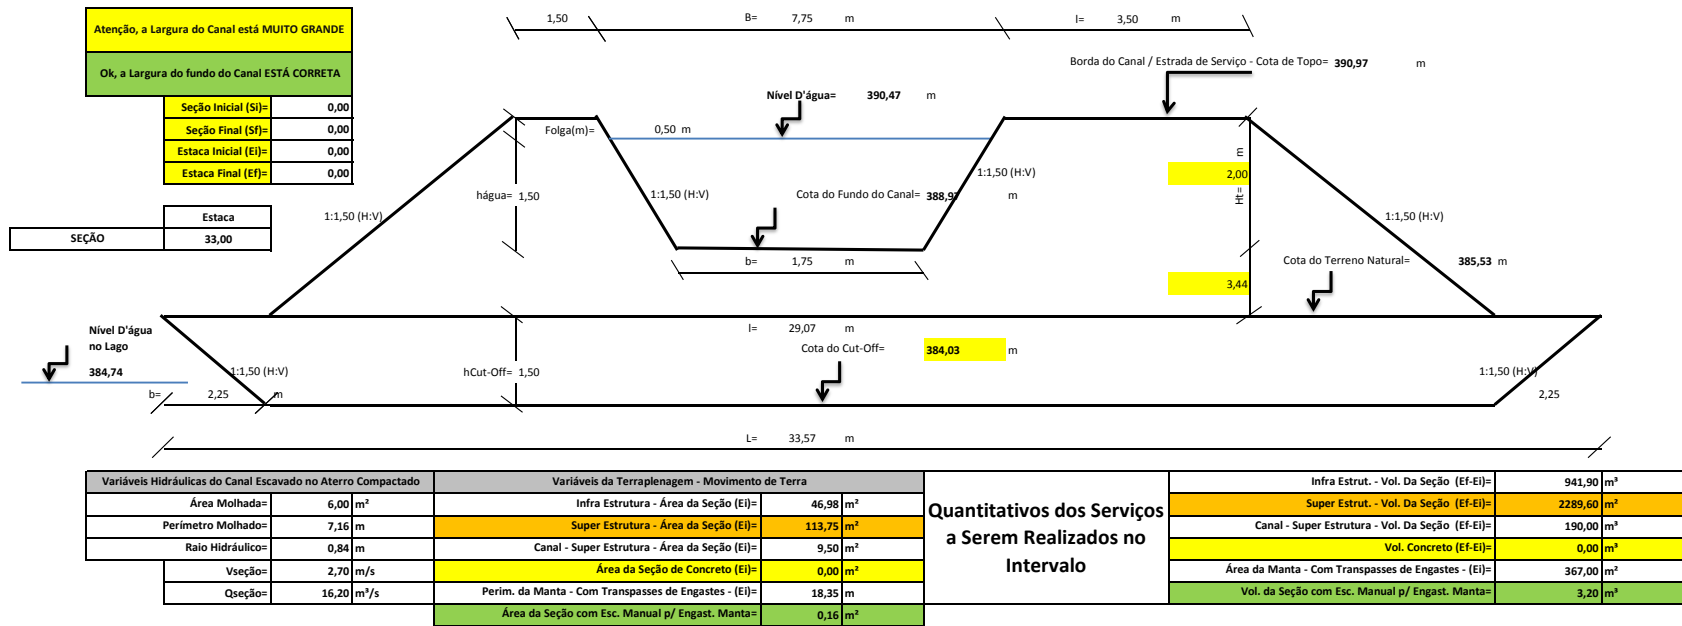 1,50 B= 7,75 m l= 3,50 m
Atenção, a Largura do Canal está MUITO GRANDE
Ok, a Largura do fundo do Canal ESTÁ CORRETA
Borda do Canal / Estrada de Serviço - Cota de Topo= 390,97 m
Nível D'água= 390,47 m
Seção Inicial (Si)= 0,00
Seção Final (Sf)= 0,00
Estaca Inicial (Ei)= 0,00
Estaca Final (Ef)= 0,00
Folga(m)= 0,50 m
m
2,00
Ht=
1:1,50 (H:V)
1:1,50 (H:V)
hágua= 1,50
Cota do Fundo do Canal= 388,97 m
Estaca
SEÇÃO 33,00
1:1,50 (H:V)
1:1,50 (H:V)
b= 1,75 m
Cota do Terreno Natural= 385,53 m
3,44
Nível D'água
no Lago
384,74
l= 29,07 m
Cota do Cut-Off= 384,03 m
1:1,50 (H:V)
hCut-Off= 1,50
1:1,50 (H:V)
b= 2,25 m
2,25
L= 33,57 m
Variáveis Hidráulicas do Canal Escavado no Aterro Compactado
Área Molhada= 6,00 m²
Perímetro Molhado= 7,16 m
Raio Hidráulico= 0,84 m
Vseção= 2,70 m/s
Qseção= 16,20 m³/s
Variáveis da Terraplenagem - Movimento de Terra
Infra Estrutura - Área da Seção (Ei)= 46,98 m²
Super Estrutura - Área da Seção (Ei)= 113,75 m²
Canal - Super Estrutura - Área da Seção (Ei)= 9,50 m²
Área da Seção de Concreto (Ei)= 0,00 m²
Perim. da Manta - Com Transpasses de Engastes - (Ei)= 18,35 m
Área da Seção com Esc. Manual p/ Engast. Manta= 0,16 m²
Quantitativos dos Serviços
a Serem Realizados no
Intervalo
Infra Estrut. - Vol. Da Seção (Ef-Ei)= 941,90 m³
Super Estrut. - Vol. Da Seção (Ef-Ei)= 2289,60 m²
Canal - Super Estrutura - Vol. Da Seção (Ef-Ei)= 190,00 m³
Vol. Concreto (Ef-Ei)= 0,00 m³
Área da Manta - Com Transpasses de Engastes - (Ei)= 367,00 m²
Vol. da Seção com Esc. Manual p/ Engast. Manta= 3,20 m³